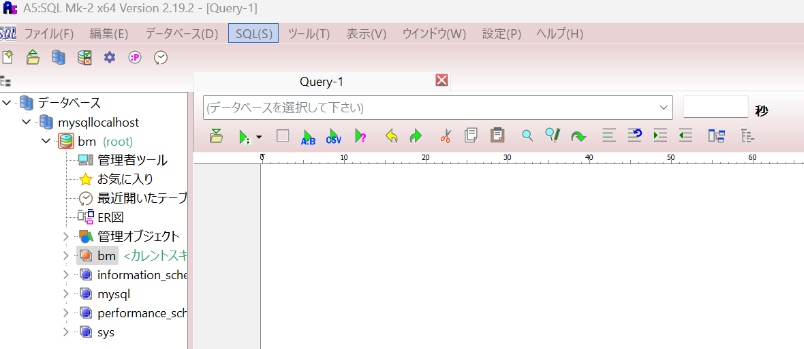 A5:SQL Mk-2 x64 Version 2.19.2 - [Query-1]
SQL ファイル(F) 編集(E) データベース(D) SQL(S) ツール(T) 表示(V) ウインドウ(W) 設定(P) ヘルプ(H)
Query-1
データベース
(データベースを選択して下さい) 秒
mysqllocalhost
bm (root)
A:B CSV
管理者ツール
0 10 20 30 40 50 60
お気に入り
最近開いたテーブ
ER図
管理オブジェクト
bm <カレントスキ
information_sche
mysql
performance_sch
sys